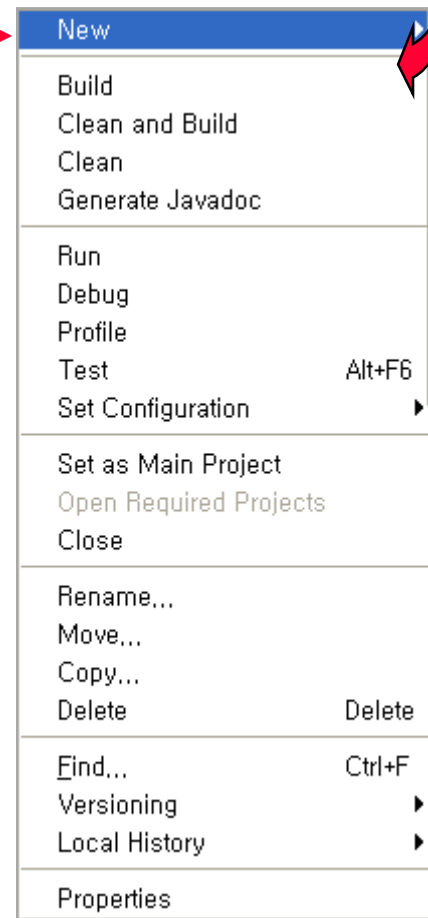 New
Build
Clean and Build
Clean
Generate Javadoc
Run
Debug
Profile
Test Alt+F6
Set Configuration
Set as Main Project
Open Required Projects
Close
Rename...
Move...
Copy...
Delete Delete
Find... Ctrl+F
Versioning
Local History
Properties